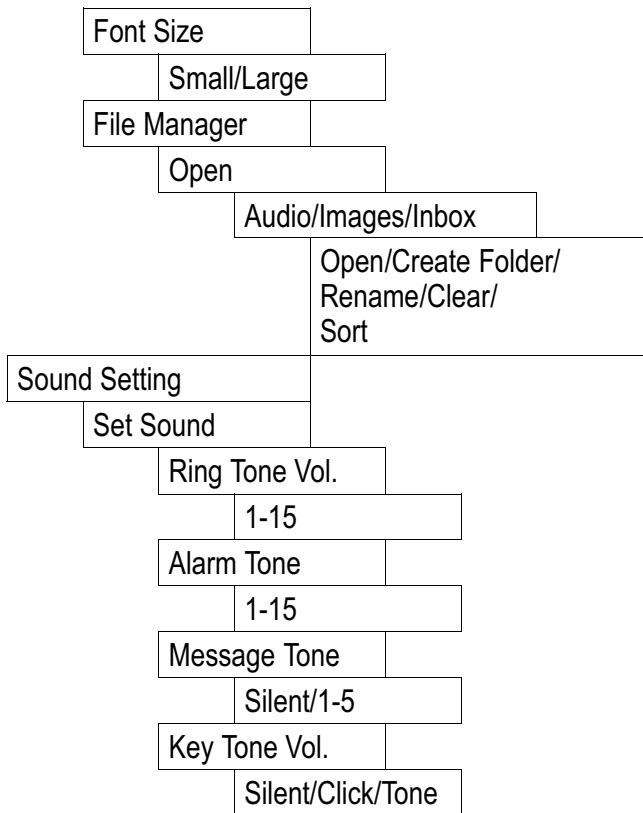 Font Size
Small/Large
File Manager
Open
Audio/Images/Inbox
Open/Create Folder/
Rename/Clear/
Sort
Sound Setting
Set Sound
Ring Tone Vol.
1-15
Alarm Tone
1-15
Message Tone
Silent/1-5
Key Tone Vol.
Silent/Click/Tone